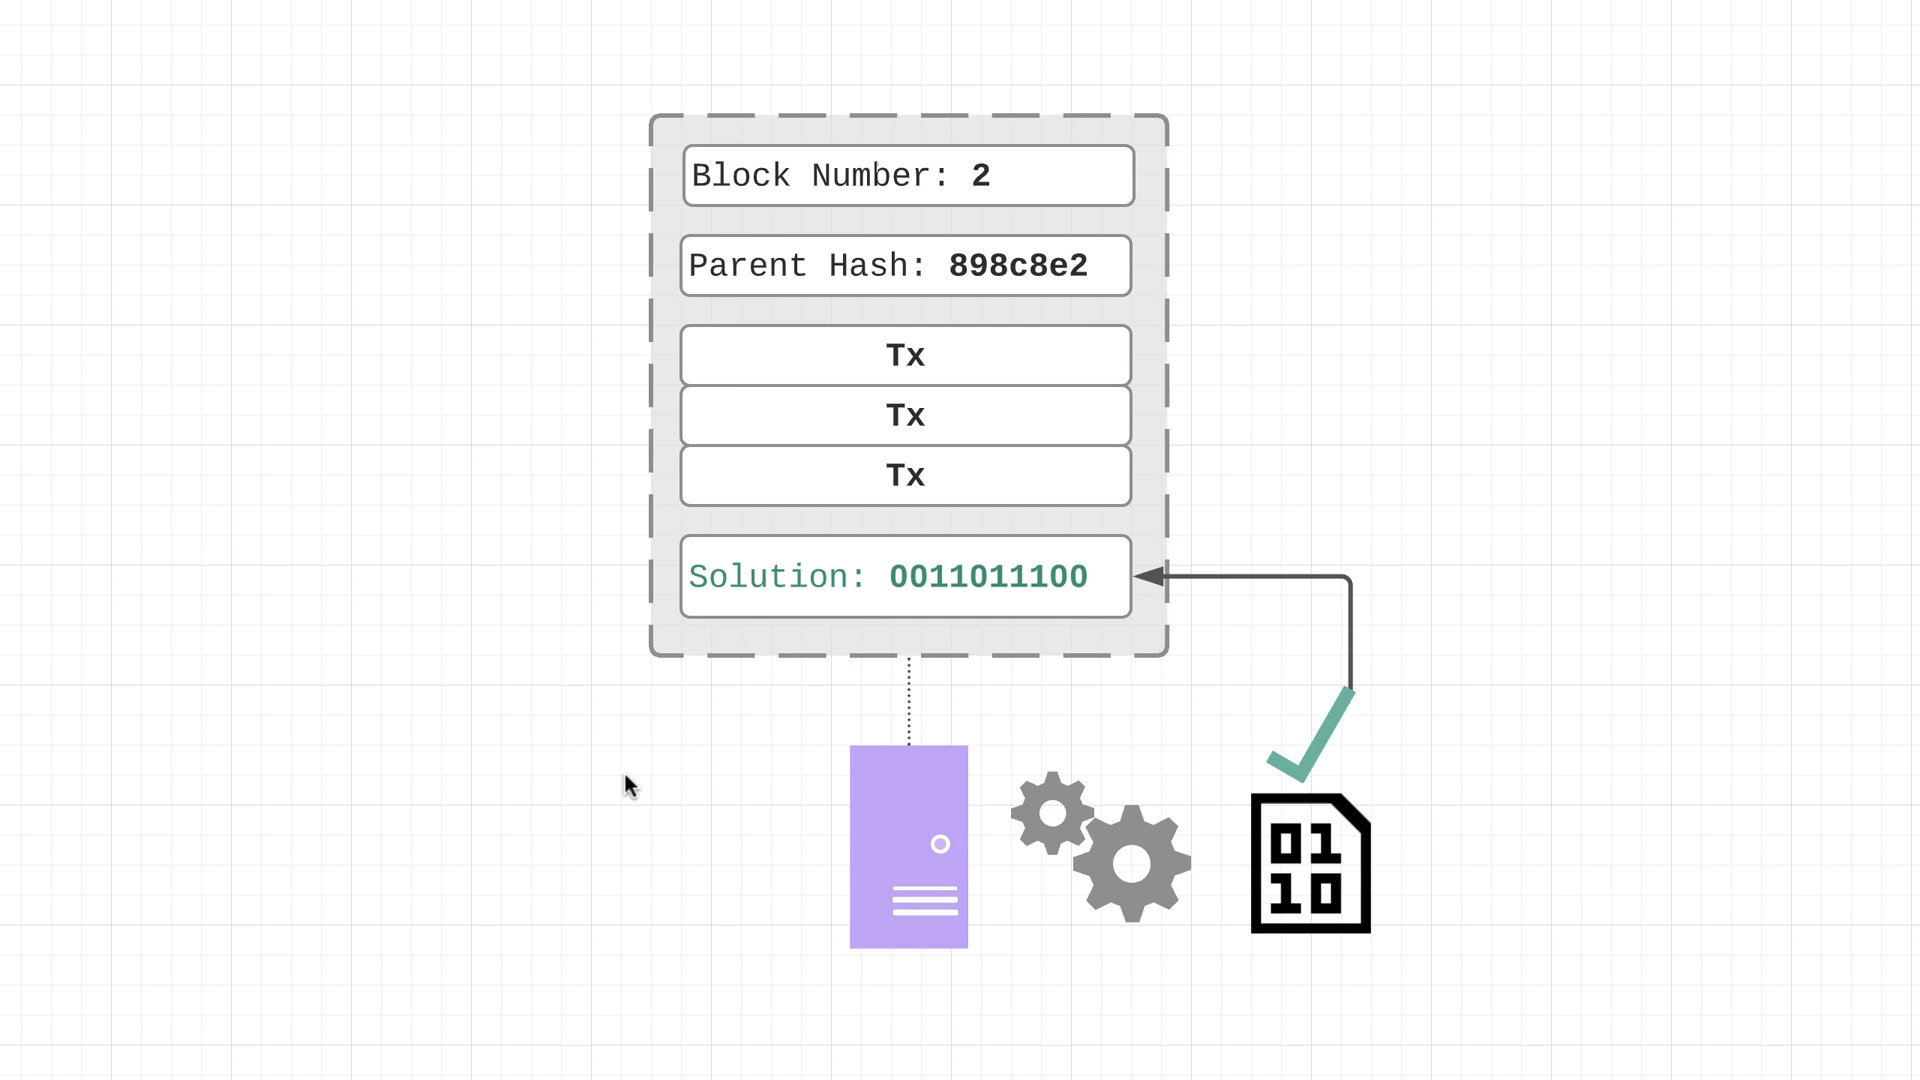 Block Number: 2
Parent Hash: 898c8e2
Tx
Tx
Tx
Solution: 0011011100
01
10